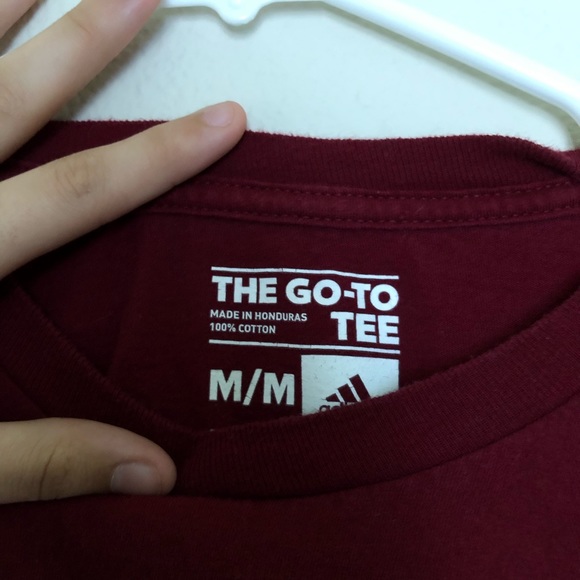 THE GO-TO
MADE IN HONDURAS
100% COTTON
TEE
M/M